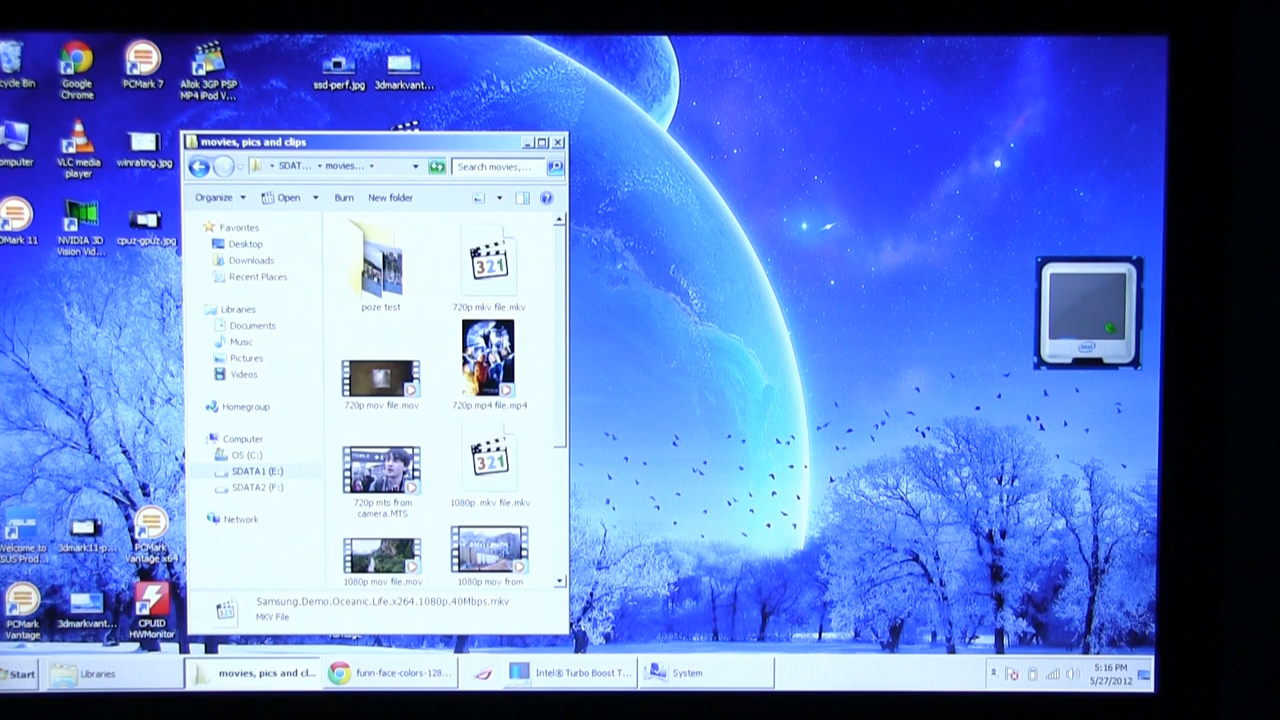 cycle Bin
Google
Chrome
PCMark 7
Allok 3GP PSP
MP4 iPod V...
ssd-perf.jpg
3dmarkvant...
omputer
VLC media
player
winrating.jpg
DMark 11
NVIDIA 3D
Vision Vid...
cpuz-gpuz.jpg
movies, pics and clips
SDAT...
movies...
Search movies,...
Organize
Open
Burn
New folder
Favorites
Desktop
Downloads
Recent Places
Libraries
Documents
Music
Pictures
Videos
Homegroup
Computer
OS (C:)
SDATA1 (E:)
SDATA2 (F:)
Network
poze test
321
720p mkv file.mkv
720p mov file.mov
720p mp4 file.mp4
720p mts from
camera.MTS
321
1080p mkv file.mkv
1080p mov file.mov
1080p mov from
Samsung.Demo.Oceanic.Life.x264.1080p.40Mbps.mkv
MKV File
intel
Welcome to
SUS Prod...
3dmark11-p...
PCMark
Vantage x64
PCMark
Vantage
3dmarkvant...
CPUID
HWMonitor
Vantage
Start
Libraries
movies, pics and cl...
funn-face-colors-128...
Intel® Turbo Boost T...
System
5:16 PM
5/27/2012